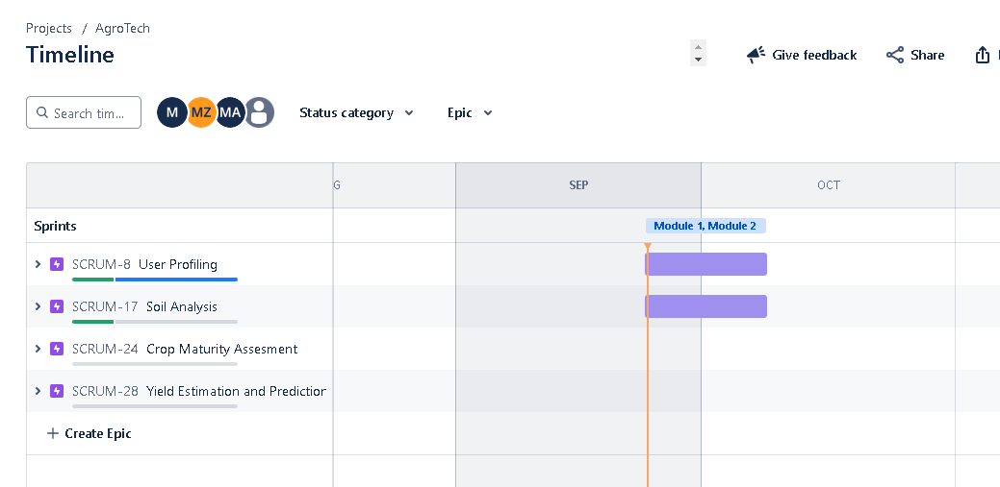 Projects / AgroTech
Timeline
Give feedback
Share
Search tim...
M MZ MA
Status category
Epic
G SEP OCT
Sprints
Module 1, Module 2
SCRUM-8 User Profiling
SCRUM-17 Soil Analysis
SCRUM-24 Crop Maturity Assesment
SCRUM-28 Yield Estimation and Prediction
+ Create Epic